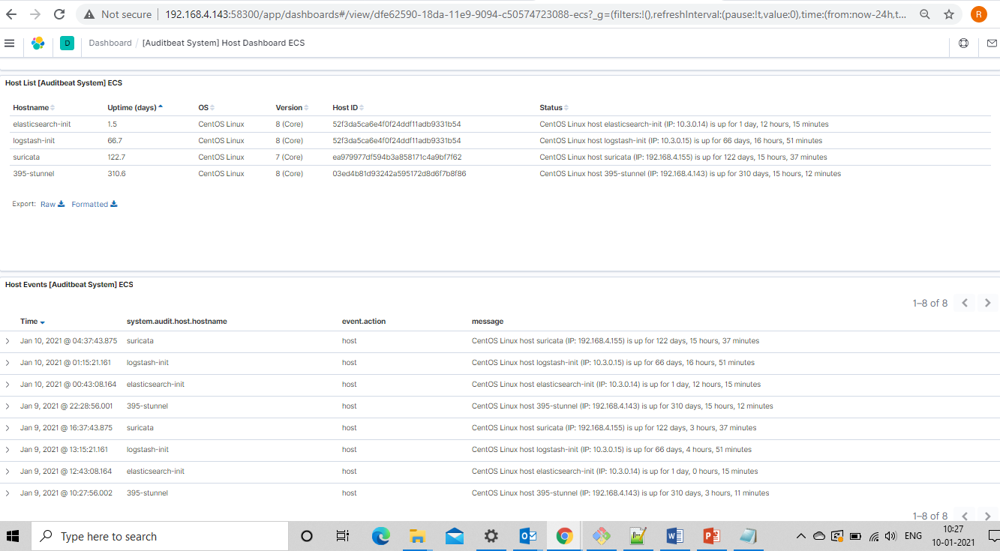 Not secure | 192.168.4.143:58300/app/dashboards#/view/dfe62590-18da-11e9-9094-c50574723088-ecs?_g=(filters:!(),refreshInterval:(pause:!t,value:0),time:(from:now-24h,t... R
D Dashboard / [Auditbeat System] Host Dashboard ECS
Host List [Auditbeat System] ECS
Hostname Uptime (days) OS Version Host ID Status
elasticsearch-init 1.5 CentOS Linux 8 (Core) 52f3da5ca6e4f0f24ddf11adb9331b54 CentOS Linux host elasticsearch-init (IP: 10.3.0.14) is up for 1 day, 12 hours, 15 minutes
logstash-init 66.7 CentOS Linux 8 (Core) 52f3da5ca6e4f0f24ddf11adb9331b54 CentOS Linux host logstash-init (IP: 10.3.0.15) is up for 66 days, 16 hours, 51 minutes
suricata 122.7 CentOS Linux 7 (Core) ea979977df594b3a858171c4a9bf7f62 CentOS Linux host suricata (IP: 192.168.4.155) is up for 122 days, 15 hours, 37 minutes
395-stunnel 310.6 CentOS Linux 8 (Core) 03ed4b81d93242a595172d8d6f7b8f86 CentOS Linux host 395-stunnel (IP: 192.168.4.143) is up for 310 days, 15 hours, 12 minutes
Export: Raw Formatted
Host Events [Auditbeat System] ECS
1–8 of 8
Time system.audit.host.hostname event.action message
Jan 10, 2021 @ 04:37:43.875 suricata host CentOS Linux host suricata (IP: 192.168.4.155) is up for 122 days, 15 hours, 37 minutes
Jan 10, 2021 @ 01:15:21.161 logstash-init host CentOS Linux host logstash-init (IP: 10.3.0.15) is up for 66 days, 16 hours, 51 minutes
Jan 10, 2021 @ 00:43:08.164 elasticsearch-init host CentOS Linux host elasticsearch-init (IP: 10.3.0.14) is up for 1 day, 12 hours, 15 minutes
Jan 9, 2021 @ 22:28:56.001 395-stunnel host CentOS Linux host 395-stunnel (IP: 192.168.4.143) is up for 310 days, 15 hours, 12 minutes
Jan 9, 2021 @ 16:37:43.875 suricata host CentOS Linux host suricata (IP: 192.168.4.155) is up for 122 days, 3 hours, 37 minutes
Jan 9, 2021 @ 13:15:21.161 logstash-init host CentOS Linux host logstash-init (IP: 10.3.0.15) is up for 66 days, 4 hours, 51 minutes
Jan 9, 2021 @ 12:43:08.164 elasticsearch-init host CentOS Linux host elasticsearch-init (IP: 10.3.0.14) is up for 1 day, 0 hours, 15 minutes
Jan 9, 2021 @ 10:27:56.002 395-stunnel host CentOS Linux host 395-stunnel (IP: 192.168.4.143) is up for 310 days, 3 hours, 11 minutes
1–8 of 8
Type here to search ENG 10:27
10-01-2021